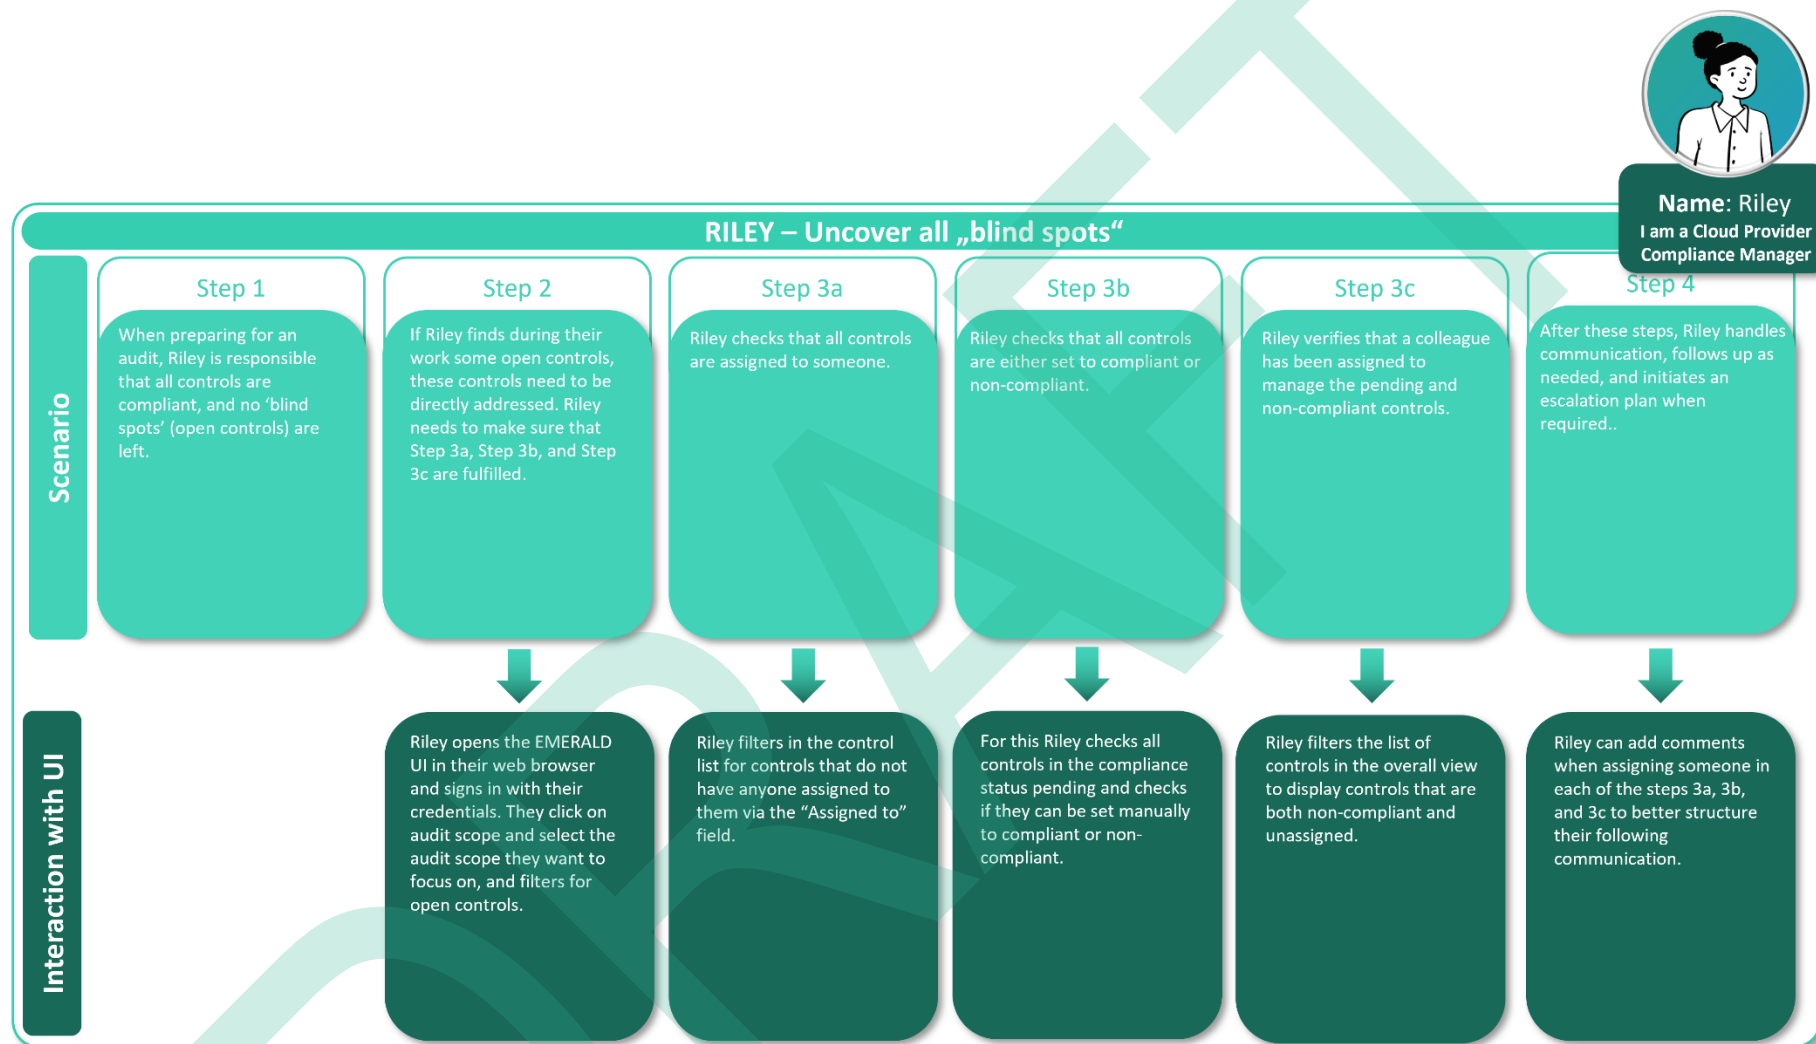 Name: Riley
I am a Cloud Provider
Compliance Manager
RILEY – Uncover all „blind spots“
Scenario
Step 1
When preparing for an
audit, Riley is responsible
that all controls are
compliant, and no ‘blind
spots’ (open controls) are
left.
Step 2
If Riley finds during their
work some open controls,
these controls need to be
directly addressed. Riley
needs to make sure that
Step 3a, Step 3b, and Step
3c are fulfilled.
Step 3a
Riley checks that all controls
are assigned to someone.
Step 3b
Riley checks that all controls
are either set to compliant or
non-compliant.
Step 3c
Riley verifies that a colleague
has been assigned to
manage the pending and
non-compliant controls.
Step 4
After these steps, Riley handles
communication, follows up as
needed, and initiates an
escalation plan when
required..
Interaction with UI
Riley opens the EMERALD
UI in their web browser
and signs in with their
credentials. They click on
audit scope and select the
audit scope they want to
focus on, and filters for
open controls.
Riley filters in the control
list for controls that do not
have anyone assigned to
them via the “Assigned to”
field.
For this Riley checks all
controls in the compliance
status pending and checks
if they can be set manually
to compliant or non-
compliant.
Riley filters the list of
controls in the overall view
to display controls that are
both non-compliant and
unassigned.
Riley can add comments
when assigning someone in
each of the steps 3a, 3b,
and 3c to better structure
their following
communication.
DRAFT